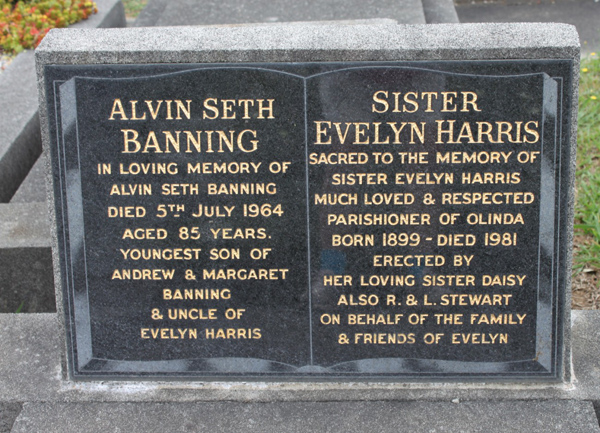 ALVIN SETH
BANNING
IN LOVING MEMORY OF
ALVIN SETH BANNING
DIED 5TH JULY 1964
AGED 85 YEARS.
YOUNGEST SON OF
ANDREW & MARGARET
BANNING
& UNCLE OF
EVELYN HARRIS
SISTER
EVELYN HARRIS
SACRED TO THE MEMORY OF
SISTER EVELYN HARRIS
MUCH LOVED & RESPECTED
PARISHIONER OF OLINDA
BORN 1899 - DIED 1981
ERECTED BY
HER LOVING SISTER DAISY
ALSO R. & L. STEWART
ON BEHALF OF THE FAMILY
& FRIENDS OF EVELYN